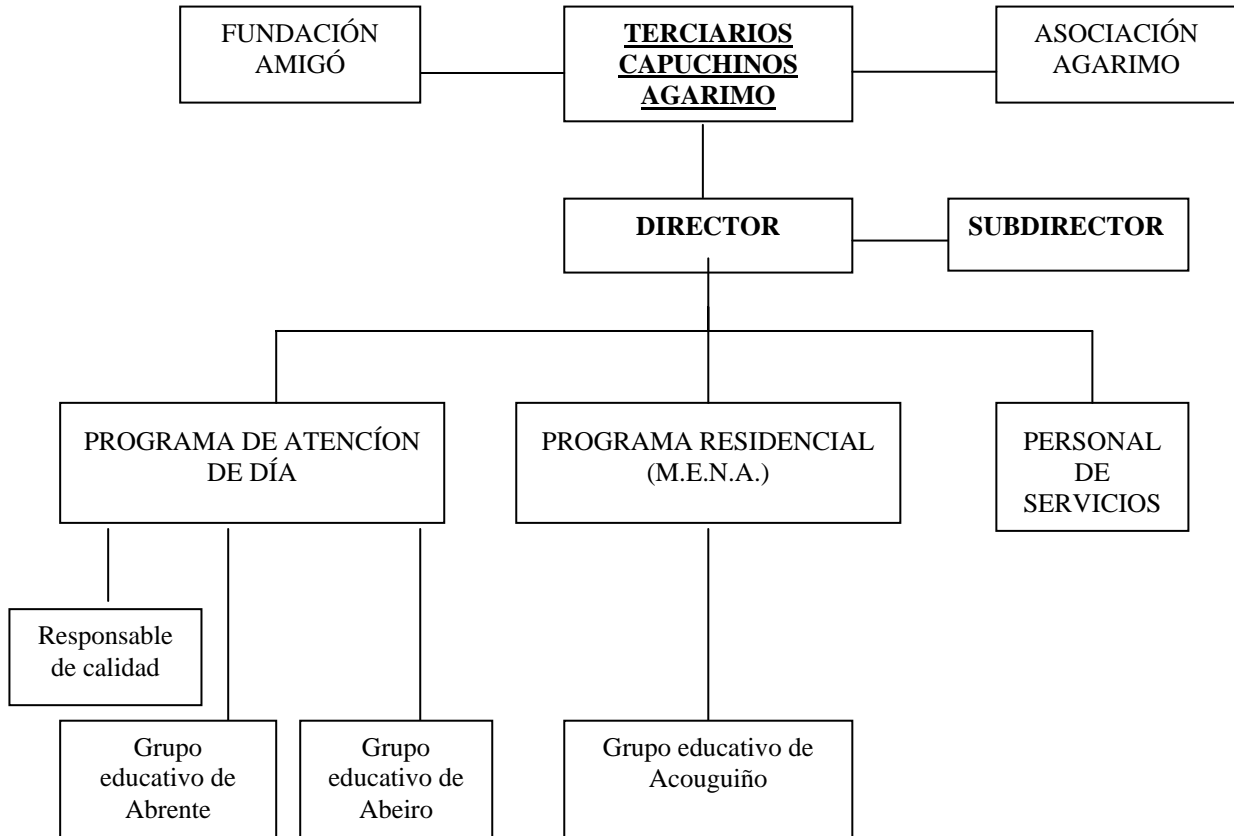 FUNDACIÓN
AMIGÓ
TERCIARIOS
CAPUCHINOS
AGARIMO
ASOCIACIÓN
AGARIMO
DIRECTOR
SUBDIRECTOR
PROGRAMA DE ATENCÍON
DE DÍA
PROGRAMA RESIDENCIAL
(M.E.N.A.)
PERSONAL
DE
SERVICIOS
Responsable
de calidad
Grupo
educativo de
Abrente
Grupo
educativo de
Abeiro
Grupo educativo de
Acouguiño